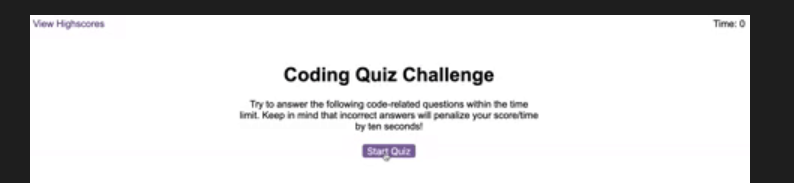 View Highscores
Time: 0
Coding Quiz Challenge
Try to answer the following code-related questions within the time
limit. Keep in mind that incorrect answers will penalize your score/time
by ten seconds!
Start Quiz